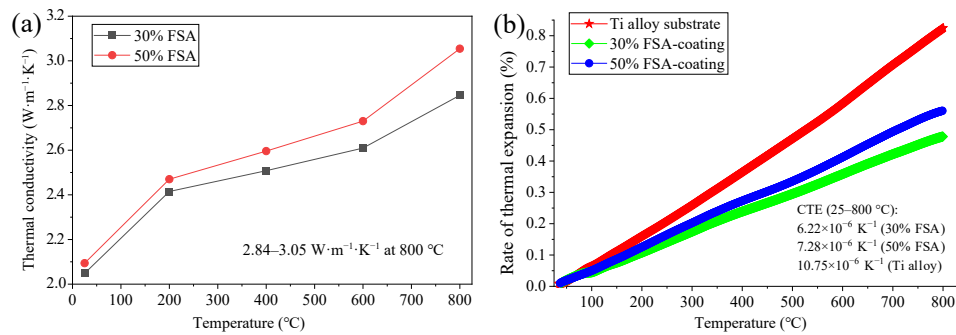 (a)
3.2
3.0
2.8
2.6
2.4
2.2
2.0
Thermal conductivity (W·m⁻¹·K⁻¹)
30% FSA
50% FSA
2.84–3.05 W·m⁻¹·K⁻¹ at 800 ℃
0 100 200 300 400 500 600 700 800
Temperature (℃)
(b)
0.8
0.7
0.6
0.5
0.4
0.3
0.2
0.1
0.0
Rate of thermal expansion (%)
Ti alloy substrate
30% FSA-coating
50% FSA-coating
CTE (25–800 ℃):
6.22×10⁻⁶ K⁻¹ (30% FSA)
7.28×10⁻⁶ K⁻¹ (50% FSA)
10.75×10⁻⁶ K⁻¹ (Ti alloy)
100 200 300 400 500 600 700 800
Temperature (℃)